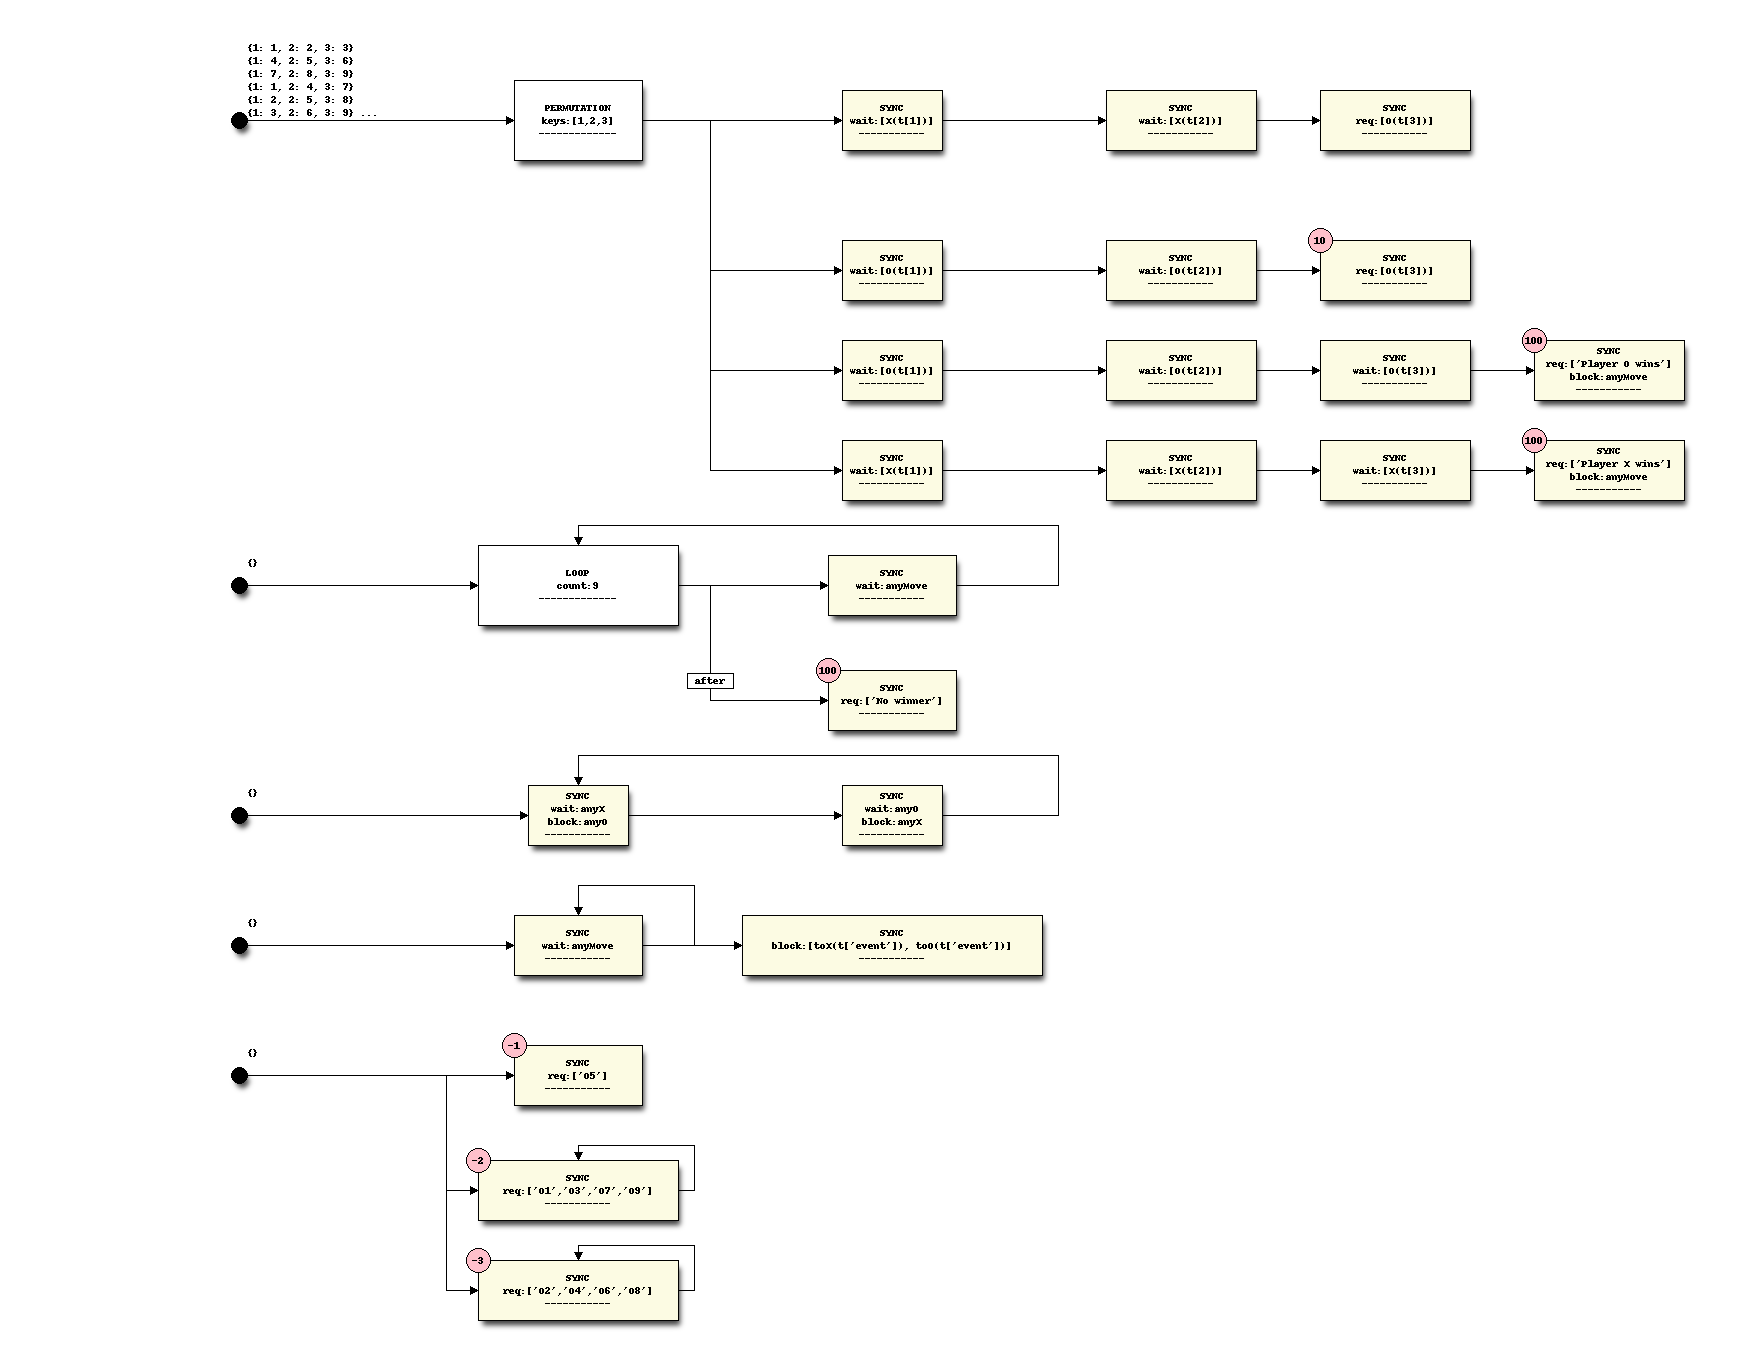 {1: 1, 2: 2, 3: 3}
{1: 4, 2: 5, 3: 6}
{1: 7, 2: 8, 3: 9}
{1: 1, 2: 4, 3: 7}
{1: 2, 2: 5, 3: 8}
{1: 3, 2: 6, 3: 9} ...
PERMUTATION
keys:[1,2,3]
-------------
SYNC
wait:[X(t[1])]
-----------
SYNC
wait:[X(t[2])]
-----------
SYNC
req:[O(t[3])]
-----------
SYNC
wait:[O(t[1])]
-----------
SYNC
wait:[O(t[2])]
-----------
10
SYNC
req:[O(t[3])]
-----------
SYNC
wait:[O(t[1])]
-----------
SYNC
wait:[O(t[2])]
-----------
SYNC
wait:[O(t[3])]
-----------
100
SYNC
req:['Player O wins']
block:anyMove
-----------
SYNC
wait:[X(t[1])]
-----------
SYNC
wait:[X(t[2])]
-----------
SYNC
wait:[X(t[3])]
-----------
100
SYNC
req:['Player X wins']
block:anyMove
-----------
{}
LOOP
count:9
-------------
SYNC
wait:anyMove
-----------
after
100
SYNC
req:['No winner']
-----------
{}
SYNC
wait:anyX
block:anyO
-----------
SYNC
wait:anyO
block:anyX
-----------
{}
SYNC
wait:anyMove
-----------
SYNC
block:[toX(t['event']), toO(t['event'])]
-----------
{}
-1
SYNC
req:['O5']
-----------
-2
SYNC
req:['O1','O3','O7','O9']
-----------
-3
SYNC
req:['O2','O4','O6','O8']
-----------